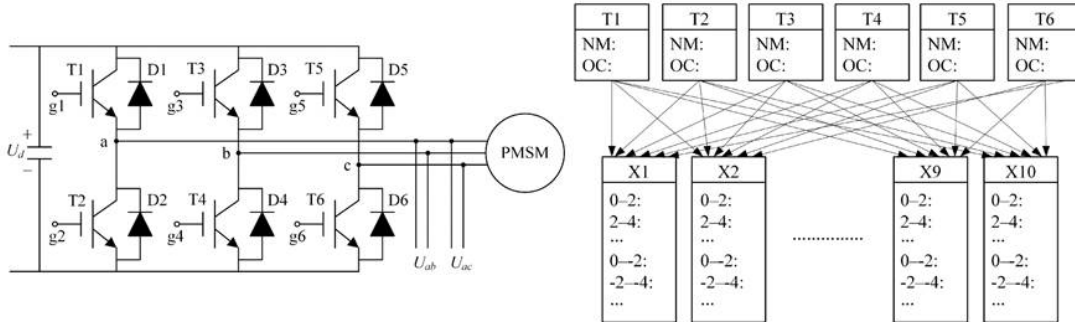 T1
D1
T3
D3
T5
D5
g1
g3
g5
+
U_d
−
a
b
c
PMSM
T2
D2
T4
D4
T6
D6
g2
g4
g6
U_ab
U_ac
T1
NM:
OC:
T2
NM:
OC:
T3
NM:
OC:
T4
NM:
OC:
T5
NM:
OC:
T6
NM:
OC:
X1
0–2:
2–4:
...
0–-2:
-2–-4:
...
X2
0–2:
2–4:
...
0–-2:
-2–-4:
...
..............
X9
0–2:
2–4:
...
0–-2:
-2–-4:
...
X10
0–2:
2–4:
...
0–-2:
-2–-4:
...